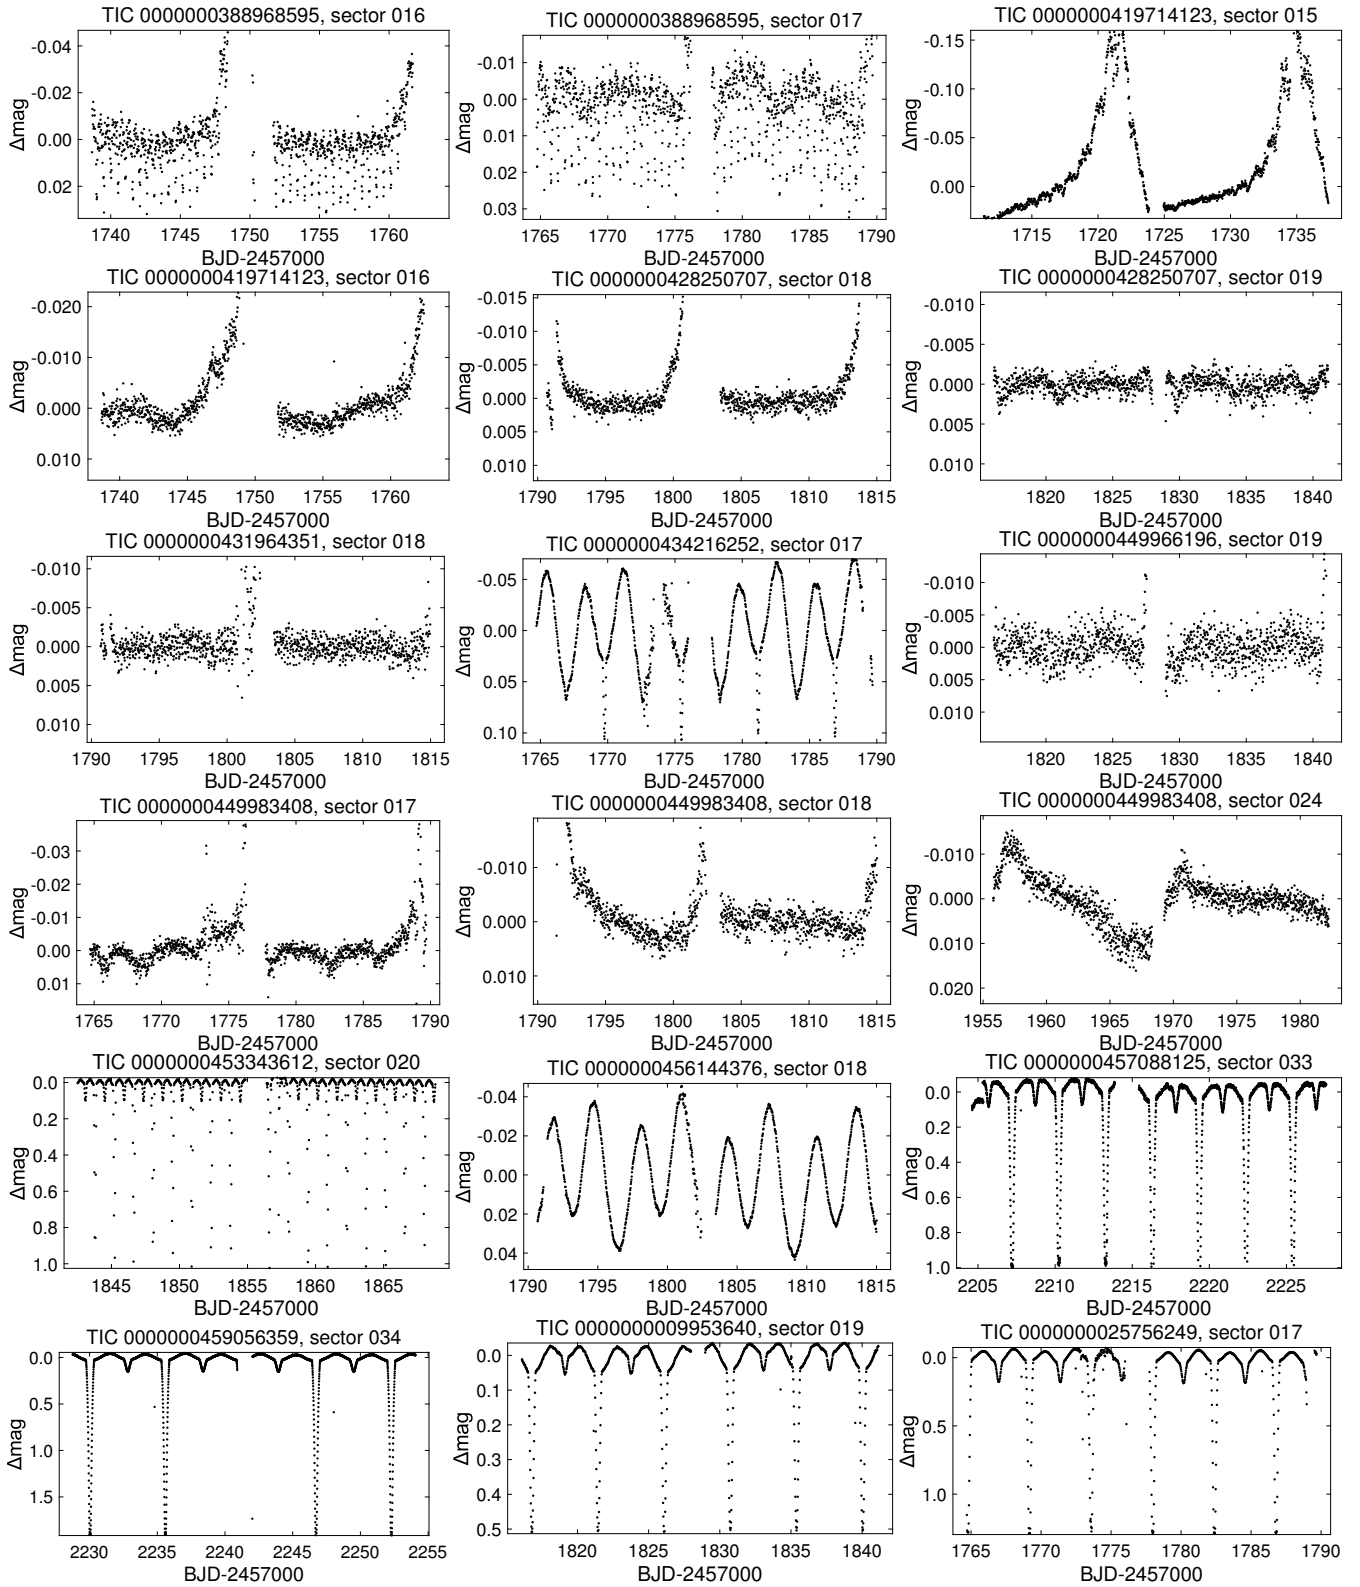 TIC 0000000388968595, sector 016
-0.04
-0.02
0.00
0.02
Δmag
1740 1745 1750 1755 1760
BJD-2457000
TIC 0000000388968595, sector 017
-0.01
0.00
0.01
0.02
0.03
Δmag
1765 1770 1775 1780 1785 1790
BJD-2457000
TIC 0000000419714123, sector 015
-0.15
-0.10
-0.05
0.00
Δmag
1715 1720 1725 1730 1735
BJD-2457000
TIC 0000000419714123, sector 016
-0.020
-0.010
0.000
0.010
Δmag
1740 1745 1750 1755 1760
BJD-2457000
TIC 0000000428250707, sector 018
-0.015
-0.010
-0.005
0.000
0.005
0.010
Δmag
1790 1795 1800 1805 1810 1815
BJD-2457000
TIC 0000000428250707, sector 019
-0.010
-0.005
0.000
0.005
0.010
Δmag
1820 1825 1830 1835 1840
BJD-2457000
TIC 0000000431964351, sector 018
-0.010
-0.005
0.000
0.005
0.010
Δmag
1790 1795 1800 1805 1810 1815
BJD-2457000
TIC 0000000434216252, sector 017
-0.05
0.00
0.05
0.10
Δmag
1765 1770 1775 1780 1785 1790
BJD-2457000
TIC 0000000449966196, sector 019
-0.010
-0.005
0.000
0.005
0.010
Δmag
1820 1825 1830 1835 1840
BJD-2457000
TIC 0000000449983408, sector 017
-0.03
-0.02
-0.01
0.00
0.01
Δmag
1765 1770 1775 1780 1785 1790
BJD-2457000
TIC 0000000449983408, sector 018
-0.010
0.000
0.010
Δmag
1790 1795 1800 1805 1810 1815
BJD-2457000
TIC 0000000449983408, sector 024
-0.010
0.000
0.010
0.020
Δmag
1955 1960 1965 1970 1975 1980
BJD-2457000
TIC 0000000453343612, sector 020
0.0
0.2
0.4
0.6
0.8
1.0
Δmag
1845 1850 1855 1860 1865
BJD-2457000
TIC 0000000456144376, sector 018
-0.04
-0.02
0.00
0.02
0.04
Δmag
1790 1795 1800 1805 1810 1815
BJD-2457000
TIC 0000000457088125, sector 033
0.0
0.2
0.4
0.6
0.8
1.0
Δmag
2205 2210 2215 2220 2225
BJD-2457000
TIC 0000000459056359, sector 034
0.0
0.5
1.0
1.5
Δmag
2230 2235 2240 2245 2250 2255
BJD-2457000
TIC 0000000009953640, sector 019
0.0
0.1
0.2
0.3
0.4
0.5
Δmag
1820 1825 1830 1835 1840
BJD-2457000
TIC 0000000025756249, sector 017
0.0
0.5
1.0
Δmag
1765 1770 1775 1780 1785 1790
BJD-2457000